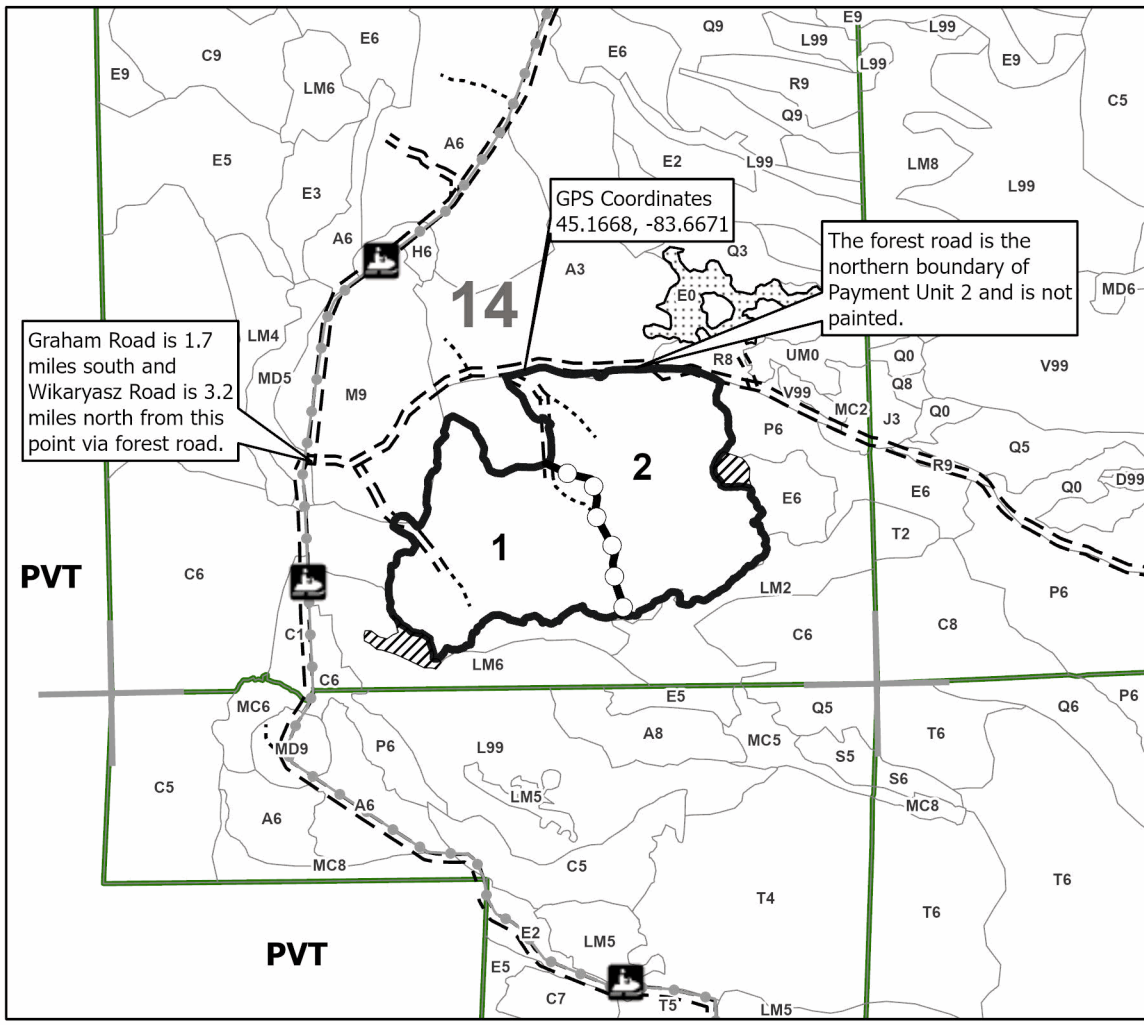 E9
C9
E6
LM6
E6
Q9
L99
E9
L99
L99
E9
R9
Q9
C5
A6
E5
E3
E2
L99
LM8
L99
GPS Coordinates
45.1668, -83.6671
A6
H6
A3
Q3
The forest road is the
northern boundary of
Payment Unit 2 and is not
painted.
14
E0
MD6
Graham Road is 1.7
miles south and
Wikaryasz Road is 3.2
miles north from this
point via forest road.
LM4
MD5
M9
R8
UM0
V99
Q0
Q8
V99
MC2
J3
Q0
P6
Q5
R9
2
E6
E6
Q0
D99
T2
1
PVT
C6
LM2
P6
C1
C6
C8
LM6
C6
MC6
E5
Q5
Q6
P6
MD9
P6
L99
A8
MC5
S5
T6
C5
LM5
S6
MC8
A6
A6
MC8
C5
T4
T6
T6
PVT
E2
LM5
E5
C7
T5
LM5